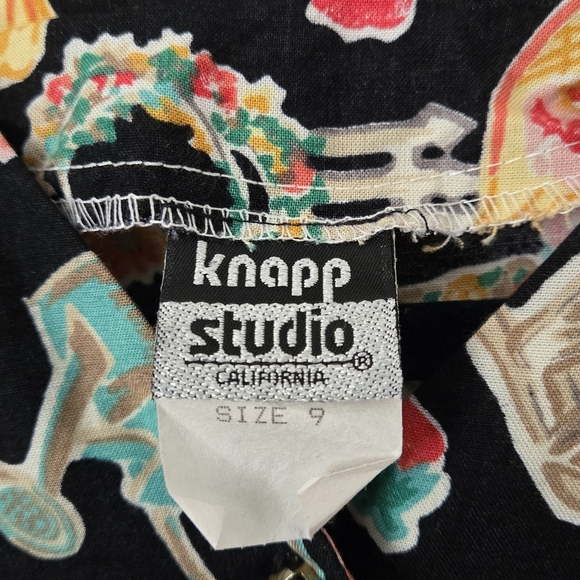 knapp
studio®
CALIFORNIA
SIZE 9